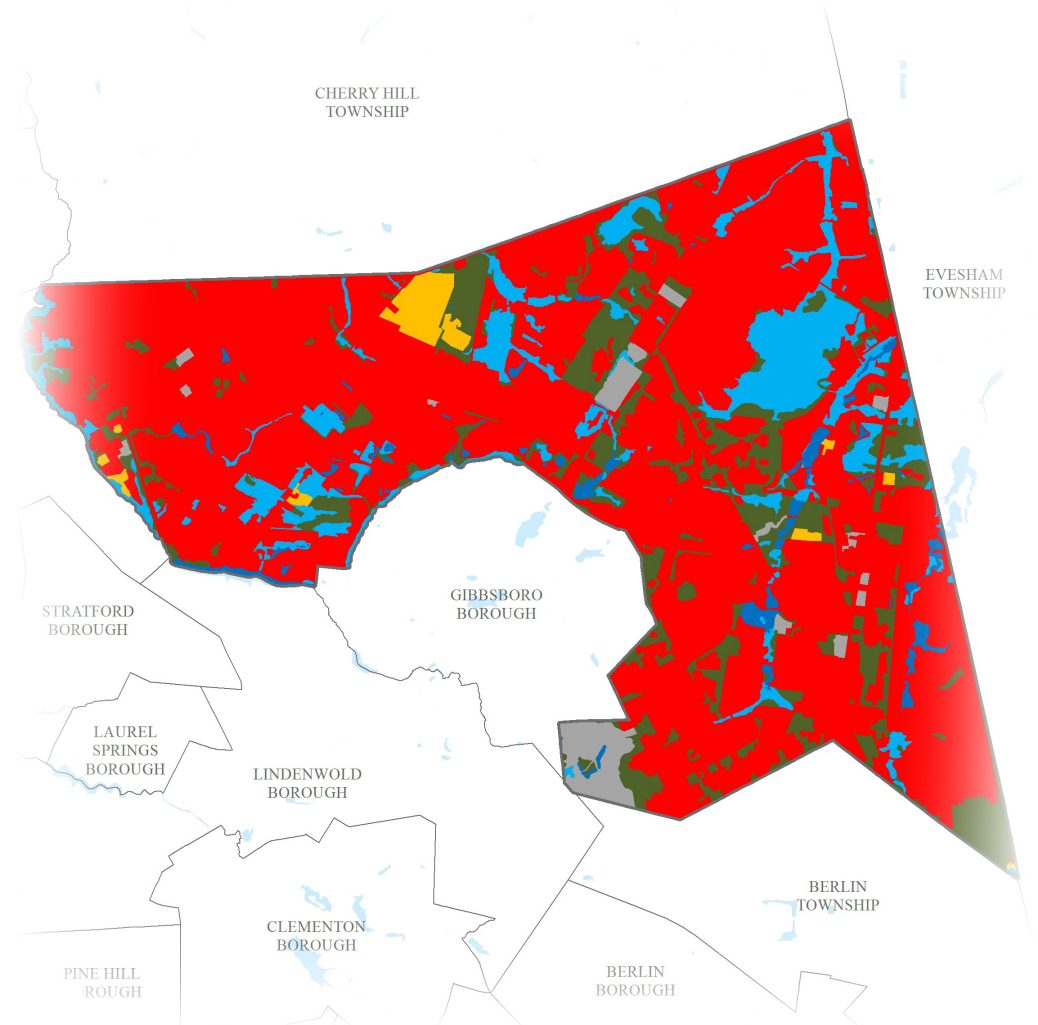 CHERRY HILL
TOWNSHIP
EVESHAM
TOWNSHIP
GIBBSBORO
BOROUGH
STRATFORD
BOROUGH
LAUREL
SPRINGS
BOROUGH
LINDENWOLD
BOROUGH
BERLIN
TOWNSHIP
CLEMENTON
BOROUGH
PINE HILL
ROUGH
BERLIN
BOROUGH